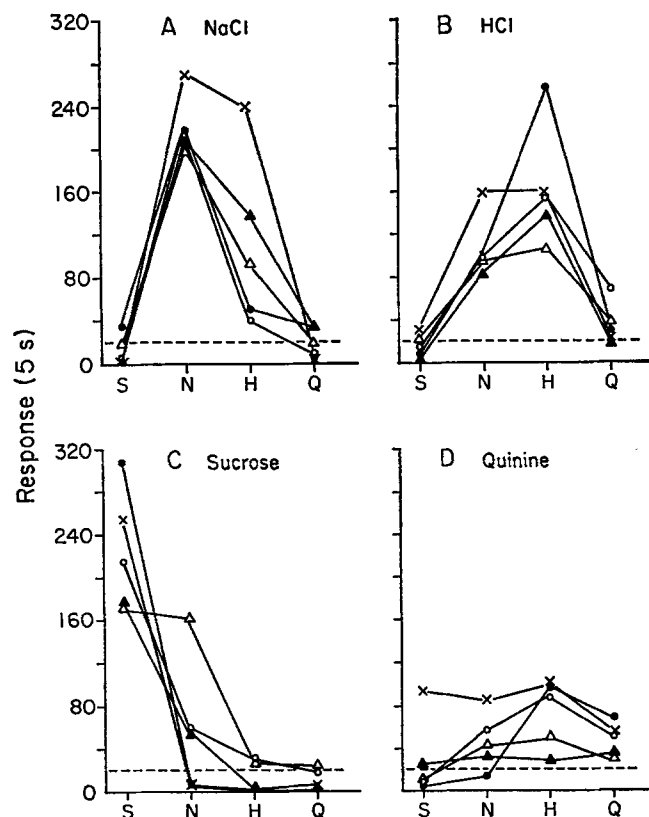 A NaCl
B HCl
320
240
160
80
0
S N H Q
S N H Q
Response (5 s)
C Sucrose
D Quinine
320
240
160
80
0
S N H Q
S N H Q